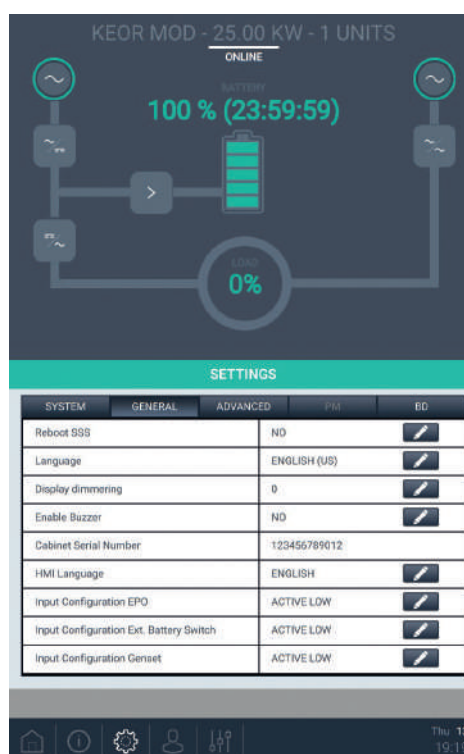 KEOR MOD - 25.00 KW - 1 UNITS
ONLINE
BATTERY
100 % (23:59:59)
LOAD
0%
SETTINGS
SYSTEM GENERAL ADVANCED PM BD
Reboot SSS NO
Language ENGLISH (US)
Display dimmering 0
Enable Buzzer NO
Cabinet Serial Number 123456789012
HMI Language ENGLISH
Input Configuration EPO ACTIVE LOW
Input Configuration Ext. Battery Switch ACTIVE LOW
Input Configuration Genset ACTIVE LOW
Thu